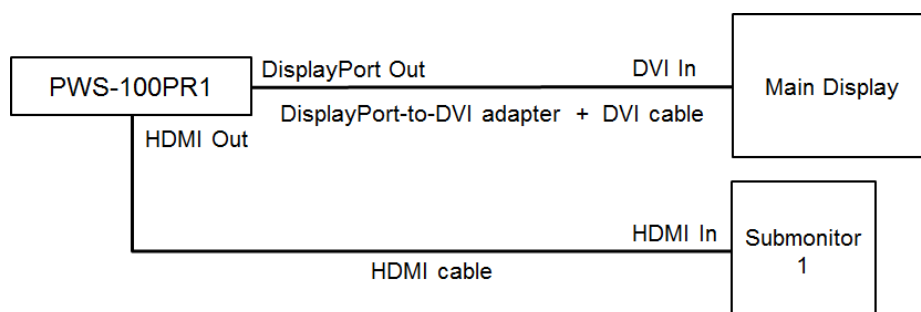 PWS-100PR1
DisplayPort Out
DVI In
Main Display
DisplayPort-to-DVI adapter + DVI cable
HDMI Out
HDMI In
Submonitor
1
HDMI cable